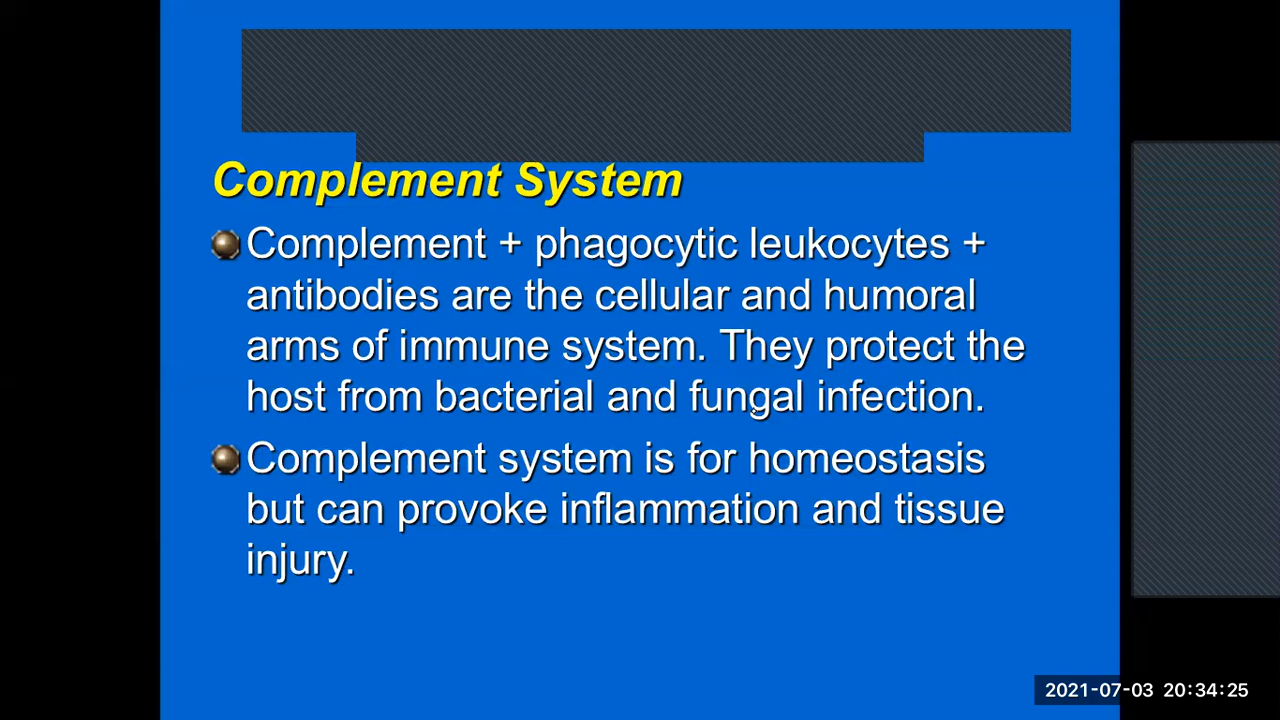 Complement System
Complement + phagocytic leukocytes +
antibodies are the cellular and humoral
arms of immune system. They protect the
host from bacterial and fungal infection.
Complement system is for homeostasis
but can provoke inflammation and tissue
injury.
2021-07-03 20:34:25